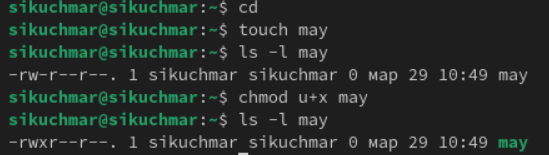 sikuchmar@sikuchmar:~$ cd
sikuchmar@sikuchmar:~$ touch may
sikuchmar@sikuchmar:~$ ls -l may
-rw-r--r--. 1 sikuchmar sikuchmar 0 мар 29 10:49 may
sikuchmar@sikuchmar:~$ chmod u+x may
sikuchmar@sikuchmar:~$ ls -l may
-rwxr--r--. 1 sikuchmar sikuchmar 0 мар 29 10:49 may